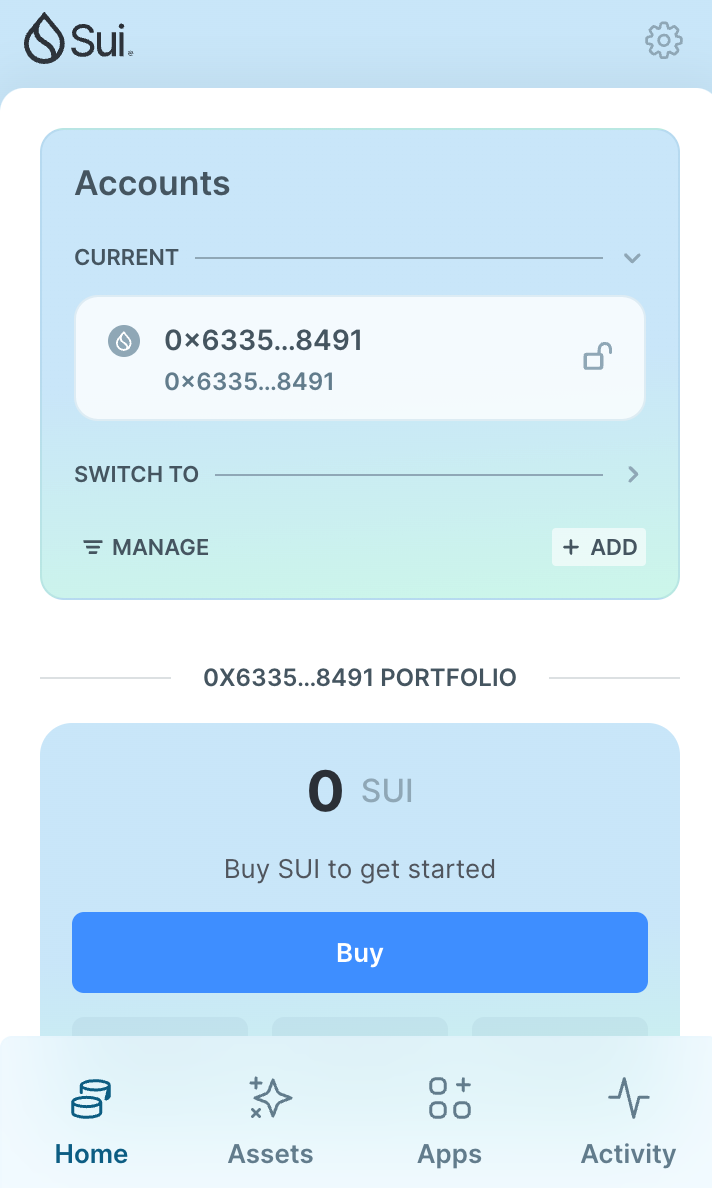 Sui
Accounts
CURRENT
0×6335...8491
0×6335...8491
SWITCH TO
MANAGE
+ ADD
0X6335...8491 PORTFOLIO
0 SUI
Buy SUI to get started
Buy
Home
Assets
Apps
Activity